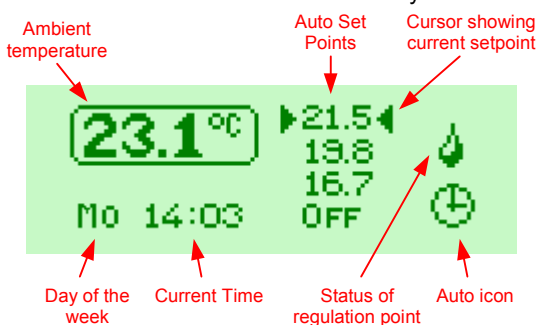 Ambient
temperature
Auto Set
Points
Cursor showing
current setpoint
23.1°C
21.5
19.8
16.7
OFF
Mo 14:03
Day of the
week
Current Time
Status of
regulation point
Auto icon